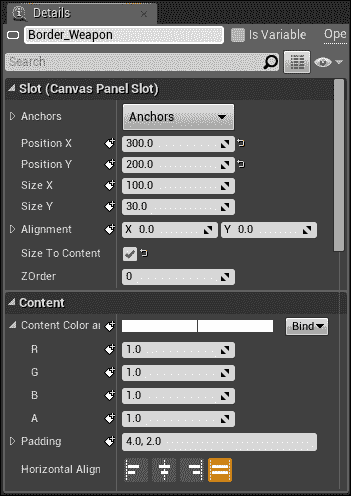 Details
Border_Weapon
Is Variable
Ope
Search
Slot (Canvas Panel Slot)
Anchors
Anchors
Position X
300.0
Position Y
200.0
Size X
100.0
Size Y
30.0
Alignment
X 0.0
Y 0.0
Size To Content
ZOrder
0
Content
Content Color an
Bind
R
1.0
G
1.0
B
1.0
A
1.0
Padding
4.0, 2.0
Horizontal Align